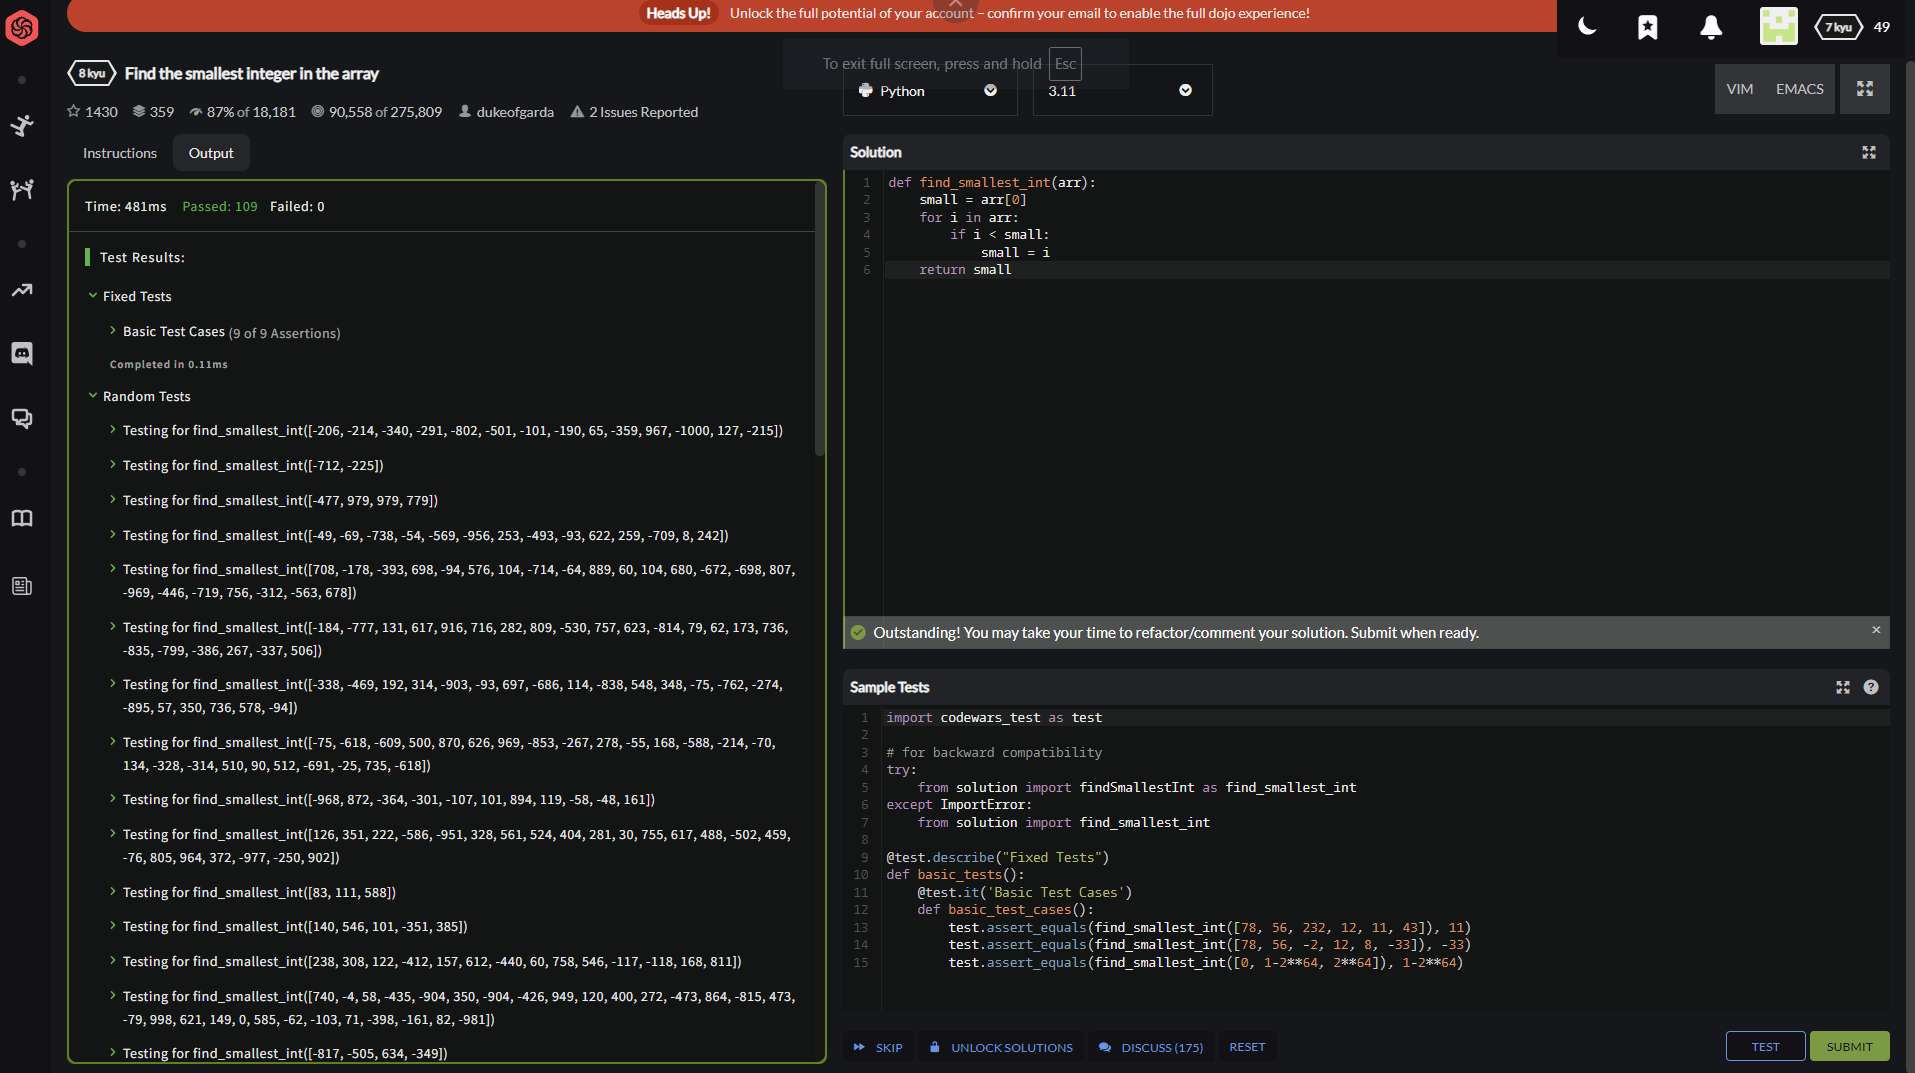 Heads Up! Unlock the full potential of your account – confirm your email to enable the full dojo experience!
7 kyu 49
To exit full screen, press and hold Esc
8 kyu Find the smallest integer in the array
1430 359 87% of 18,181 90,558 of 275,809 dukeofgarda 2 Issues Reported
Python 3.11
VIM EMACS
Instructions Output
Time: 481ms Passed: 109 Failed: 0
Test Results:
Fixed Tests
Basic Test Cases (9 of 9 Assertions)
Completed in 0.11ms
Random Tests
Testing for find_smallest_int([-206, -214, -340, -291, -802, -501, -101, -190, 65, -359, 967, -1000, 127, -215])
Testing for find_smallest_int([-712, -225])
Testing for find_smallest_int([-477, 979, 979, 779])
Testing for find_smallest_int([-49, -69, -738, -54, -569, -956, 253, -493, -93, 622, 259, -709, 8, 242])
Testing for find_smallest_int([708, -178, -393, 698, -94, 576, 104, -714, -64, 889, 60, 104, 680, -672, -698, 807,
-969, -446, -719, 756, -312, -563, 678])
Testing for find_smallest_int([-184, -777, 131, 617, 916, 716, 282, 809, -530, 757, 623, -814, 79, 62, 173, 736,
-835, -799, -386, 267, -337, 506])
Testing for find_smallest_int([-338, -469, 192, 314, -903, -93, 697, -686, 114, -838, 548, 348, -75, -762, -274,
-895, 57, 350, 736, 578, -94])
Testing for find_smallest_int([-75, -618, -609, 500, 870, 626, 969, -853, -267, 278, -55, 168, -588, -214, -70,
134, -328, -314, 510, 90, 512, -691, -25, 735, -618])
Testing for find_smallest_int([-968, 872, -364, -301, -107, 101, 894, 119, -58, -48, 161])
Testing for find_smallest_int([126, 351, 222, -586, -951, 328, 561, 524, 404, 281, 30, 755, 617, 488, -502, 459,
-76, 805, 964, 372, -977, -250, 902])
Testing for find_smallest_int([83, 111, 588])
Testing for find_smallest_int([140, 546, 101, -351, 385])
Testing for find_smallest_int([238, 308, 122, -412, 157, 612, -440, 60, 758, 546, -117, -118, 168, 811])
Testing for find_smallest_int([740, -4, 58, -435, -904, 350, -904, -426, 949, 120, 400, 272, -473, 864, -815, 473,
-79, 998, 621, 149, 0, 585, -62, -103, 71, -398, -161, 82, -981])
Testing for find_smallest_int([-817, -505, 634, -349])
Solution
1 def find_smallest_int(arr):
2     small = arr[0]
3     for i in arr:
4         if i < small:
5             small = i
6     return small
Outstanding! You may take your time to refactor/comment your solution. Submit when ready. ×
Sample Tests ?
1 import codewars_test as test
2
3 # for backward compatibility
4 try:
5     from solution import findSmallestInt as find_smallest_int
6 except ImportError:
7     from solution import find_smallest_int
8
9 @test.describe("Fixed Tests")
10 def basic_tests():
11     @test.it('Basic Test Cases')
12     def basic_test_cases():
13         test.assert_equals(find_smallest_int([78, 56, 232, 12, 11, 43]), 11)
14         test.assert_equals(find_smallest_int([78, 56, -2, 12, 8, -33]), -33)
15         test.assert_equals(find_smallest_int([0, 1-2**64, 2**64]), 1-2**64)
SKIP UNLOCK SOLUTIONS DISCUSS (175) RESET TEST SUBMIT